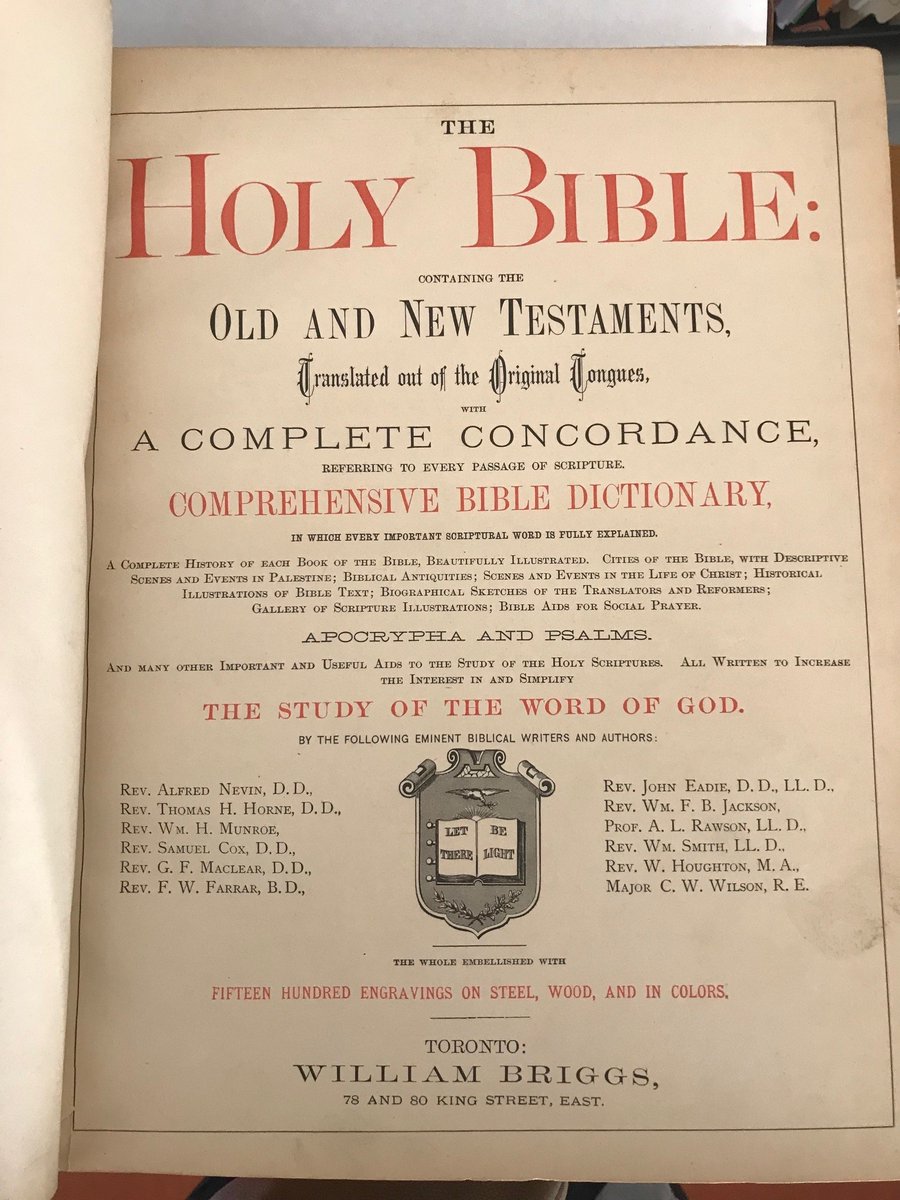 THE
HOLY BIBLE:
CONTAINING THE
OLD AND NEW TESTAMENTS,
Translated out of the Original Tongues,
WITH
A COMPLETE CONCORDANCE,
REFERRING TO EVERY PASSAGE OF SCRIPTURE.
COMPREHENSIVE BIBLE DICTIONARY,
IN WHICH EVERY IMPORTANT SCRIPTURAL WORD IS FULLY EXPLAINED.
A COMPLETE HISTORY OF EACH BOOK OF THE BIBLE, BEAUTIFULLY ILLUSTRATED. CITIES OF THE BIBLE, WITH DESCRIPTIVE
SCENES AND EVENTS IN PALESTINE; BIBLICAL ANTIQUITIES; SCENES AND EVENTS IN THE LIFE OF CHRIST; HISTORICAL
ILLUSTRATIONS OF BIBLE TEXT; BIOGRAPHICAL SKETCHES OF THE TRANSLATORS AND REFORMERS;
GALLERY OF SCRIPTURE ILLUSTRATIONS; BIBLE AIDS FOR SOCIAL PRAYER.
APOCRYPHA AND PSALMS.
AND MANY OTHER IMPORTANT AND USEFUL AIDS TO THE STUDY OF THE HOLY SCRIPTURES. ALL WRITTEN TO INCREASE
THE INTEREST IN AND SIMPLIFY
THE STUDY OF THE WORD OF GOD.
BY THE FOLLOWING EMINENT BIBLICAL WRITERS AND AUTHORS:
REV. ALFRED NEVIN, D.D.,
REV. THOMAS H. HORNE, D.D.,
REV. WM. H. MUNROE,
REV. SAMUEL COX, D.D.,
REV. G. F. MACLEAR, D.D.,
REV. F. W. FARRAR, B.D.,
LET BE
THERE LIGHT
REV. JOHN EADIE, D.D., LL.D.,
REV. WM. F. B. JACKSON,
PROF. A. L. RAWSON, LL.D.,
REV. WM. SMITH, LL.D.,
REV. W. HOUGHTON, M.A.,
MAJOR C. W. WILSON, R.E.
THE WHOLE EMBELLISHED WITH
FIFTEEN HUNDRED ENGRAVINGS ON STEEL, WOOD, AND IN COLORS.
TORONTO:
WILLIAM BRIGGS,
78 AND 80 KING STREET, EAST.